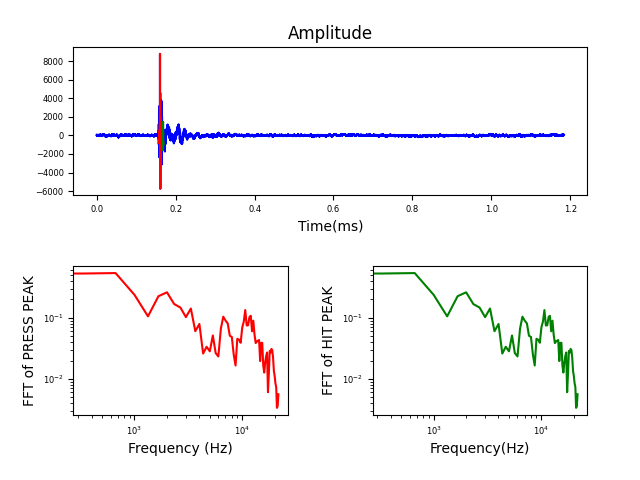 Amplitude
8000
6000
4000
2000
0
−2000
−4000
−6000
0.0 0.2 0.4 0.6 0.8 1.0 1.2
Time(ms)
FFT of PRESS PEAK
10⁻¹
10⁻²
10³ 10⁴
Frequency (Hz)
FFT of HIT PEAK
10⁻¹
10⁻²
10³ 10⁴
Frequency(Hz)